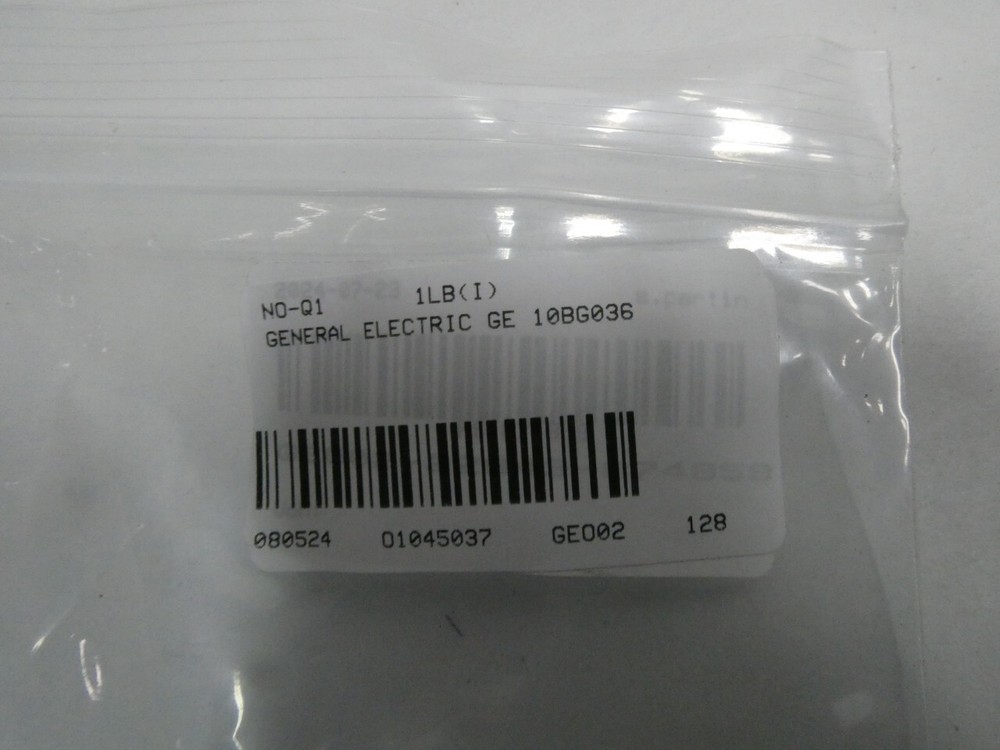 NO-Q1 1LB(I)
GENERAL ELECTRIC GE 10BG036
080524 01045037 GE002 128